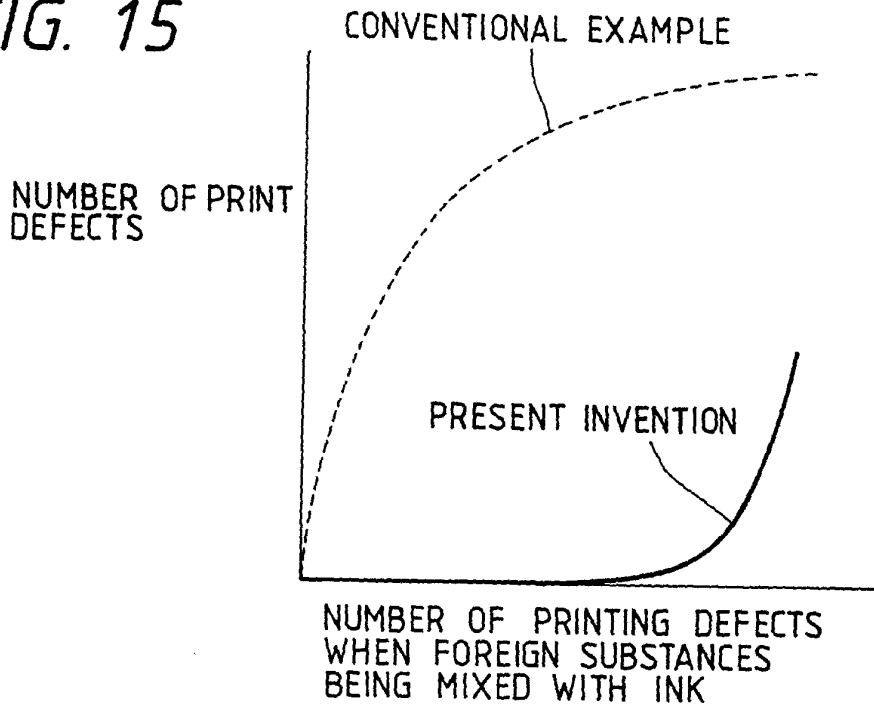 FIG. 15
CONVENTIONAL EXAMPLE
NUMBER OF PRINT
DEFECTS
PRESENT INVENTION
NUMBER OF PRINTING DEFECTS
WHEN FOREIGN SUBSTANCES
BEING MIXED WITH INK